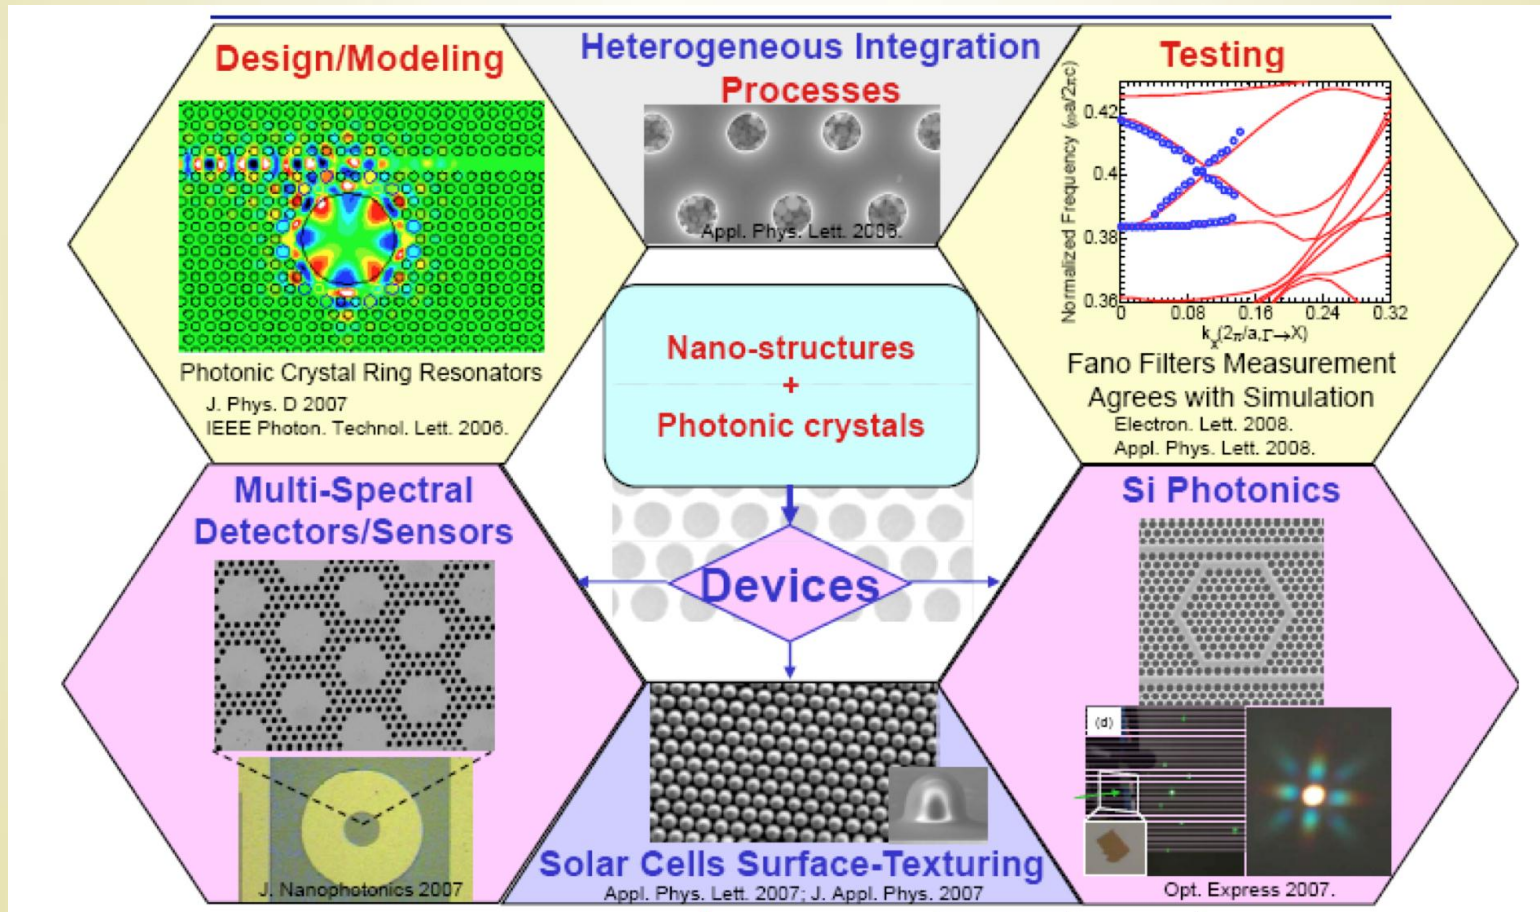 Design/Modeling
Photonic Crystal Ring Resonators
J. Phys. D 2007
IEEE Photon. Technol. Lett. 2006.
Heterogeneous Integration
Processes
Appl. Phys. Lett. 2006.
Testing
Normalized Frequency (ωa/2πc)
0.42
0.4
0.38
0.36
0
0.08
0.16
0.24
0.32
kx(2π/a,Γ→X)
Fano Filters Measurement
Agrees with Simulation
Electron. Lett. 2008.
Appl. Phys. Lett. 2008.
Nano-structures
+
Photonic crystals
Devices
Multi-Spectral
Detectors/Sensors
J. Nanophotonics 2007
Solar Cells Surface-Texturing
Appl. Phys. Lett. 2007; J. Appl. Phys. 2007
Si Photonics
(d)
Opt. Express 2007.